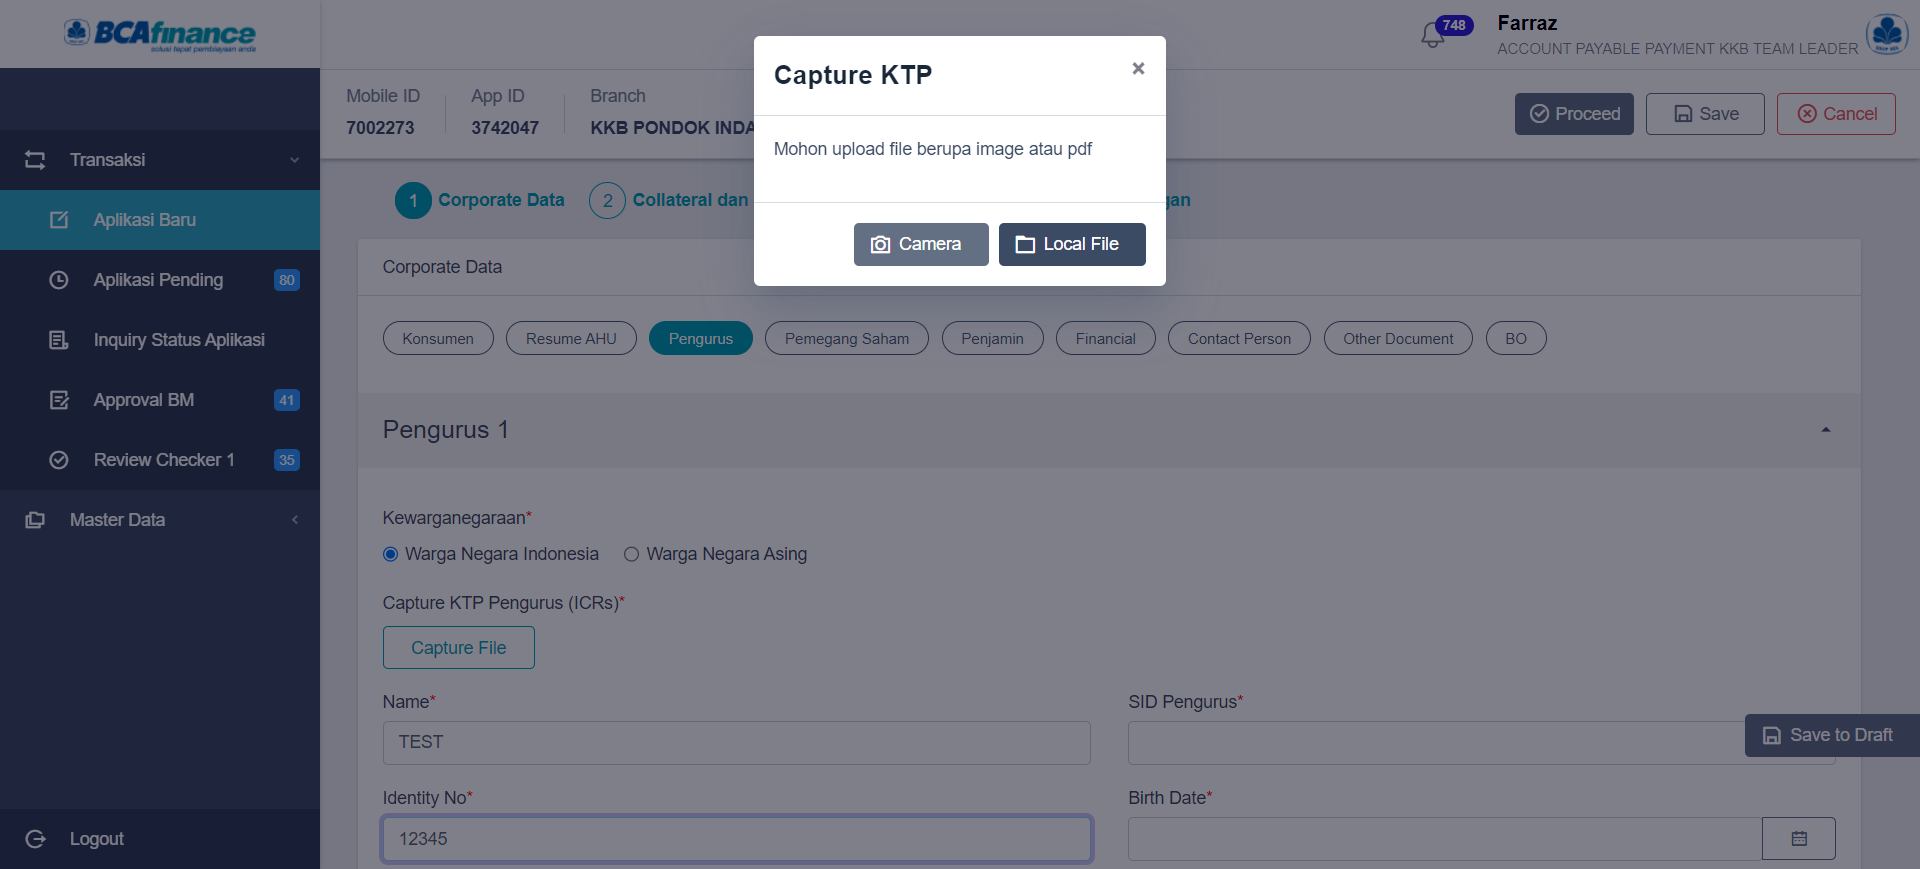 BCAfinance
solusi tepat pembiayaan anda
748
Farraz
ACCOUNT PAYABLE PAYMENT KKB TEAM LEADER
Mobile ID
7002273
App ID
3742047
Branch
KKB PONDOK INDA
Proceed
Save
Cancel
Capture KTP
×
Mohon upload file berupa image atau pdf
Camera
Local File
Transaksi
Aplikasi Baru
Aplikasi Pending
80
Inquiry Status Aplikasi
Approval BM
41
Review Checker 1
35
Master Data
Logout
1 Corporate Data
2 Collateral dan
gan
Corporate Data
Konsumen
Resume AHU
Pengurus
Pemegang Saham
Penjamin
Financial
Contact Person
Other Document
BO
Pengurus 1
Kewarganegaraan*
Warga Negara Indonesia
Warga Negara Asing
Capture KTP Pengurus (ICRs)*
Capture File
Name*
TEST
SID Pengurus*
Save to Draft
Identity No*
12345
Birth Date*